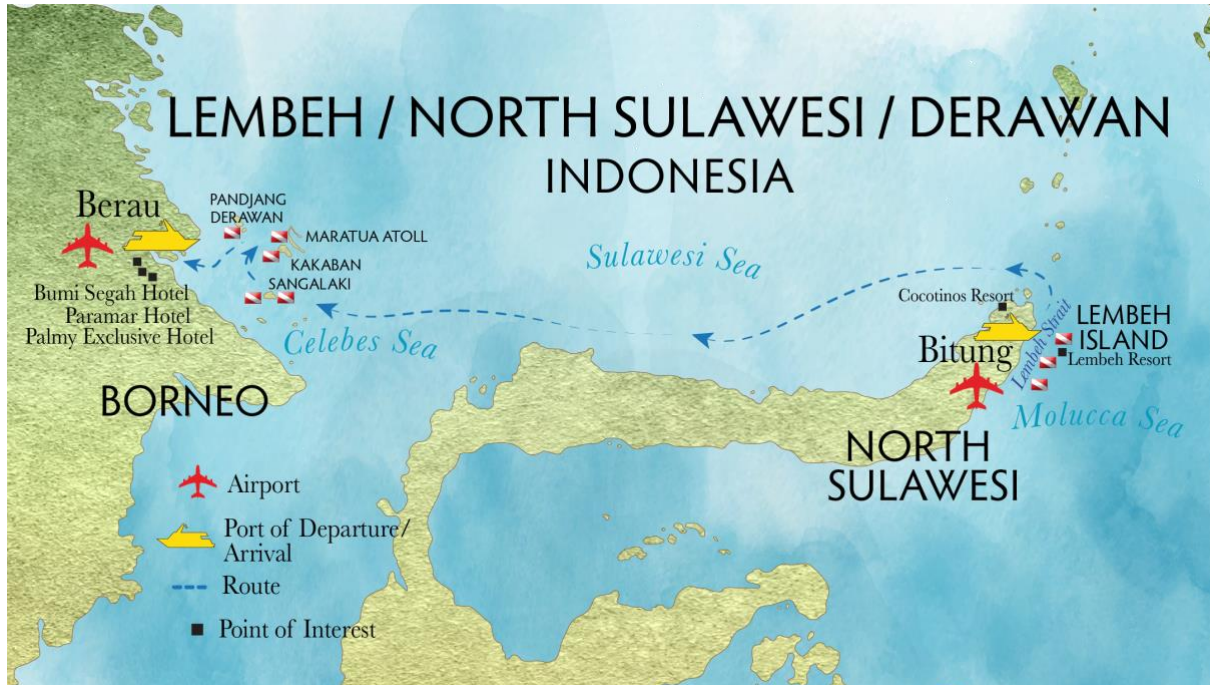 LEMBEH / NORTH SULAWESI / DERAWAN
INDONESIA
Berau
PANDJANG
DERAWAN
MARATUA ATOLL
KAKABAN
SANGALAKI
Bumi Segah Hotel
Paramar Hotel
Palmy Exclusive Hotel
Sulawesi Sea
Celebes Sea
Cocotinos Resort
Bitung
Lembeh Strait
LEMBEH
ISLAND
Lembeh Resort
Molucca Sea
BORNEO
NORTH
SULAWESI
Airport
Port of Departure/
Arrival
Route
Point of Interest